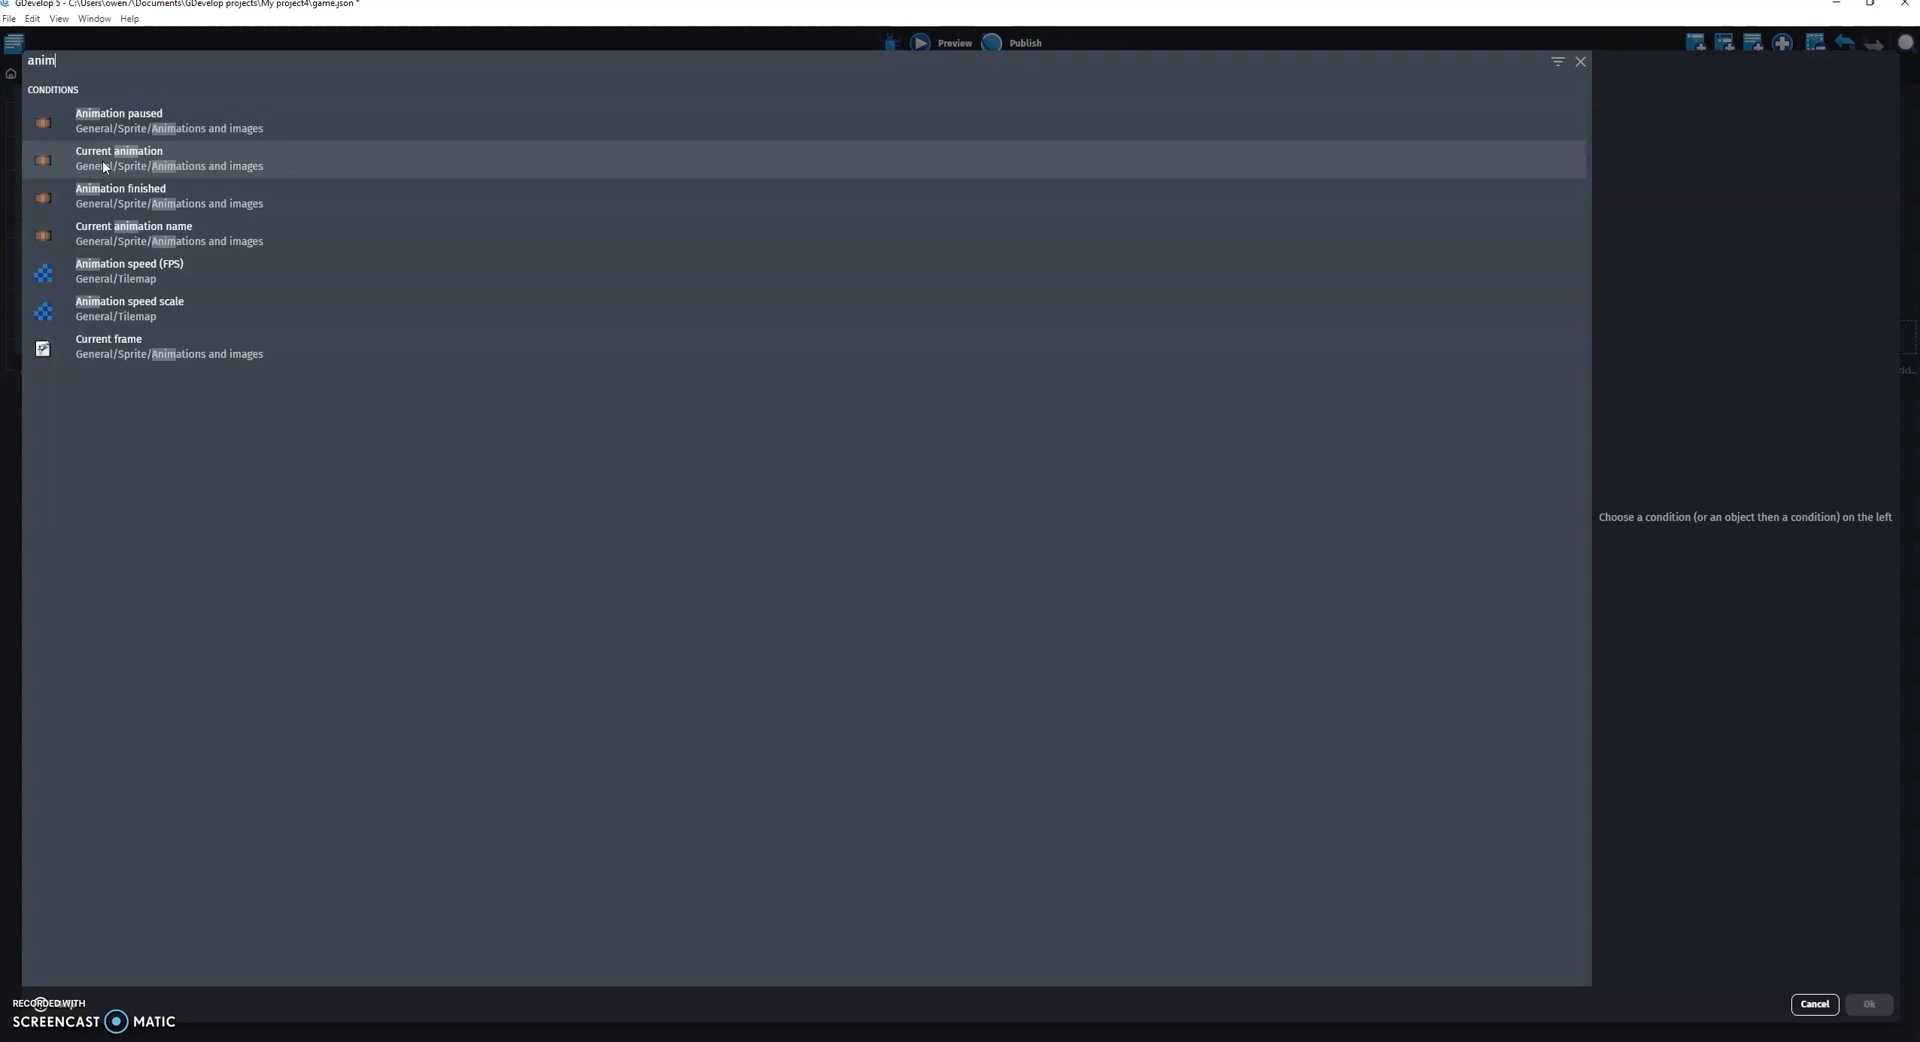 GDevelop 5 - C:\Users\owen7\Documents\GDevelop projects\My project4\game.json *
File Edit View Window Help
Preview Publish
anim
CONDITIONS
Animation paused
General/Sprite/Animations and images
Current animation
General/Sprite/Animations and images
Animation finished
General/Sprite/Animations and images
Current animation name
General/Sprite/Animations and images
Animation speed (FPS)
General/Tilemap
Animation speed scale
General/Tilemap
Current frame
General/Sprite/Animations and images
Choose a condition (or an object then a condition) on the left
dd...
RECORDED WITH
SCREENCAST MATIC
Cancel Ok